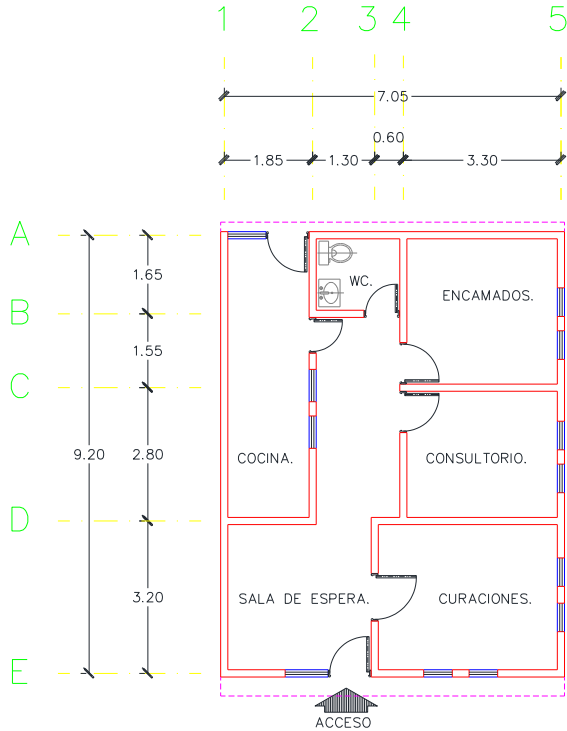 1 2 3 4 5
7.05
0.60
1.85 1.30 3.30
A
1.65
WC.
ENCAMADOS.
B
1.55
C
9.20 2.80 COCINA. CONSULTORIO.
D
3.20 SALA DE ESPERA. CURACIONES.
E
ACCESO